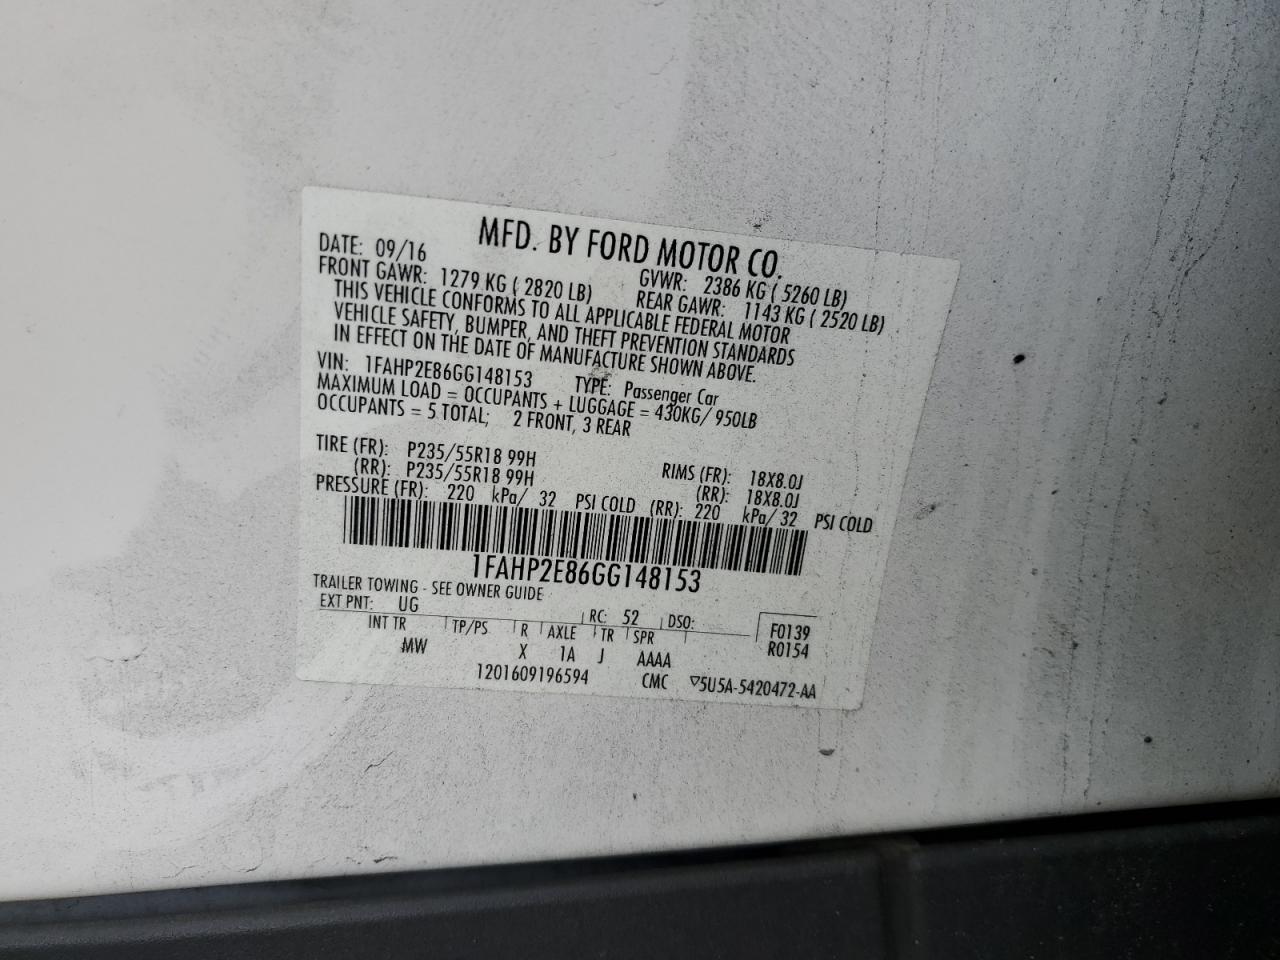 MFD. BY FORD MOTOR CO.
DATE: 09/16 GVWR: 2386 KG ( 5260 LB)
FRONT GAWR: 1279 KG ( 2820 LB) REAR GAWR: 1143 KG ( 2520 LB)
THIS VEHICLE CONFORMS TO ALL APPLICABLE FEDERAL MOTOR
VEHICLE SAFETY, BUMPER, AND THEFT PREVENTION STANDARDS
IN EFFECT ON THE DATE OF MANUFACTURE SHOWN ABOVE.
VIN: 1FAHP2E86GG148153 TYPE: Passenger Car
MAXIMUM LOAD = OCCUPANTS + LUGGAGE = 430KG/ 950LB
OCCUPANTS = 5 TOTAL; 2 FRONT, 3 REAR
TIRE (FR): P235/55R18 99H RIMS (FR): 18X8.0J
(RR): P235/55R18 99H (RR): 18X8.0J
PRESSURE (FR): 220 kPa/ 32 PSI COLD (RR): 220 kPa/ 32 PSI COLD
1FAHP2E86GG148153
TRAILER TOWING - SEE OWNER GUIDE
EXT PNT: UG RC: 52 DSO: F0139
INT TR TP/PS R AXLE TR SPR R0154
MW X 1A J AAAA
1201609196594 CMC ▽5U5A-5420472-AA